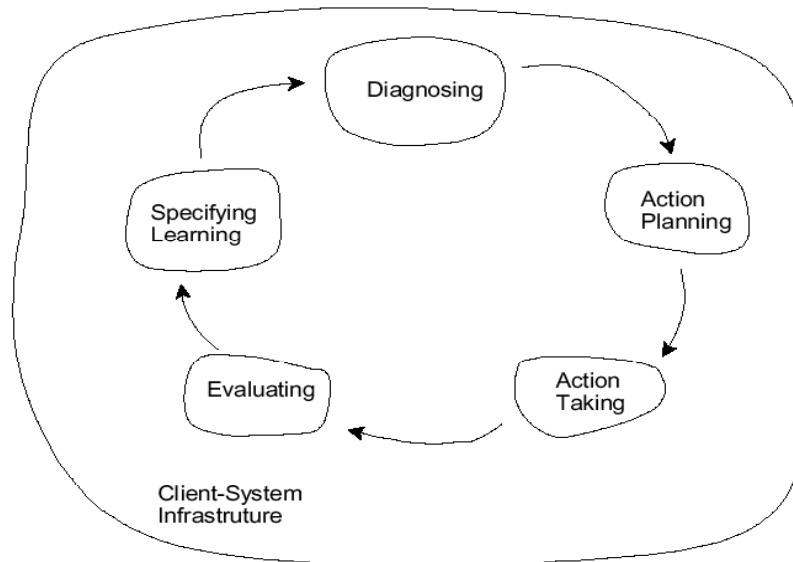 Diagnosing
Action
Planning
Action
Taking
Evaluating
Specifying
Learning
Client-System
Infrastruture